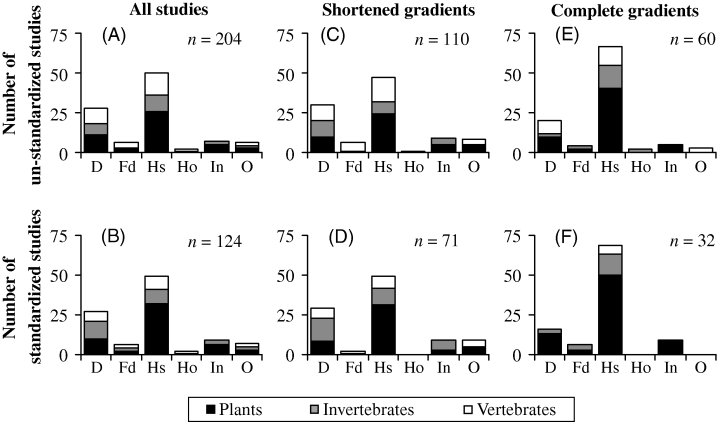 All studies
Shortened gradients
Complete gradients
Number of
un-standardized studies
75
50
25
0
(A)
n = 204
D Fd Hs Ho In O
75
50
25
0
(C)
n = 110
D Fd Hs Ho In O
75
50
25
0
(E)
n = 60
D Fd Hs Ho In O
Number of
standardized studies
75
50
25
0
(B)
n = 124
D Fd Hs Ho In O
75
50
25
0
(D)
n = 71
D Fd Hs Ho In O
75
50
25
0
(F)
n = 32
D Fd Hs Ho In O
Plants Invertebrates Vertebrates